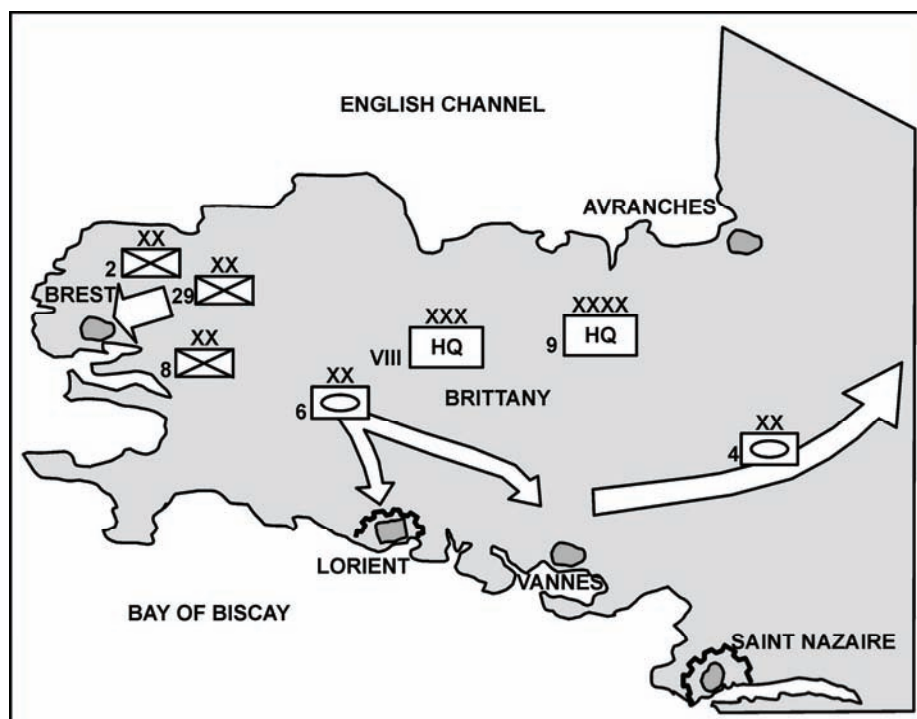 ENGLISH CHANNEL
AVRANCHES
XX
2
XX
BREST
29
XXX
XXXX
HQ
9
HQ
VIII
XX
8
BRITTANY
XX
6
XX
4
LORIENT
VANNES
BAY OF BISCAY
SAINT NAZAIRE